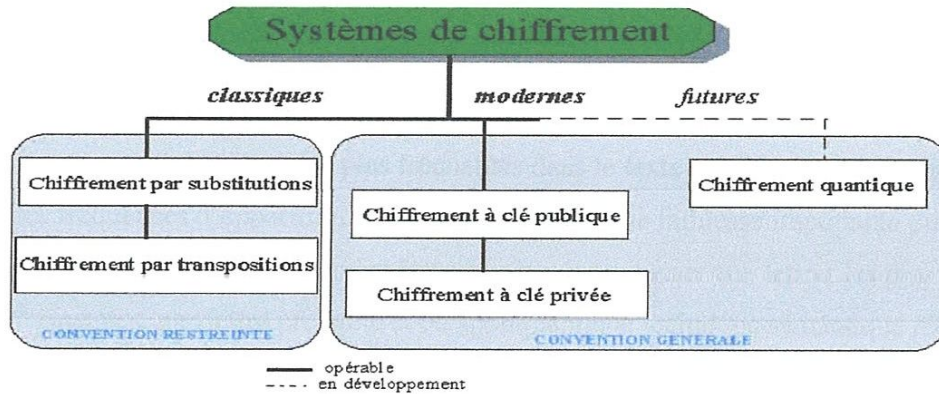 Systèmes de chiffrement
classiques modernes futures
Chiffrement par substitutions
Chiffrement par transpositions
CONVENTION RESTREINTE
Chiffrement à clé publique
Chiffrement à clé privée
Chiffrement quantique
CONVENTION GENERALE
opérable
en développement